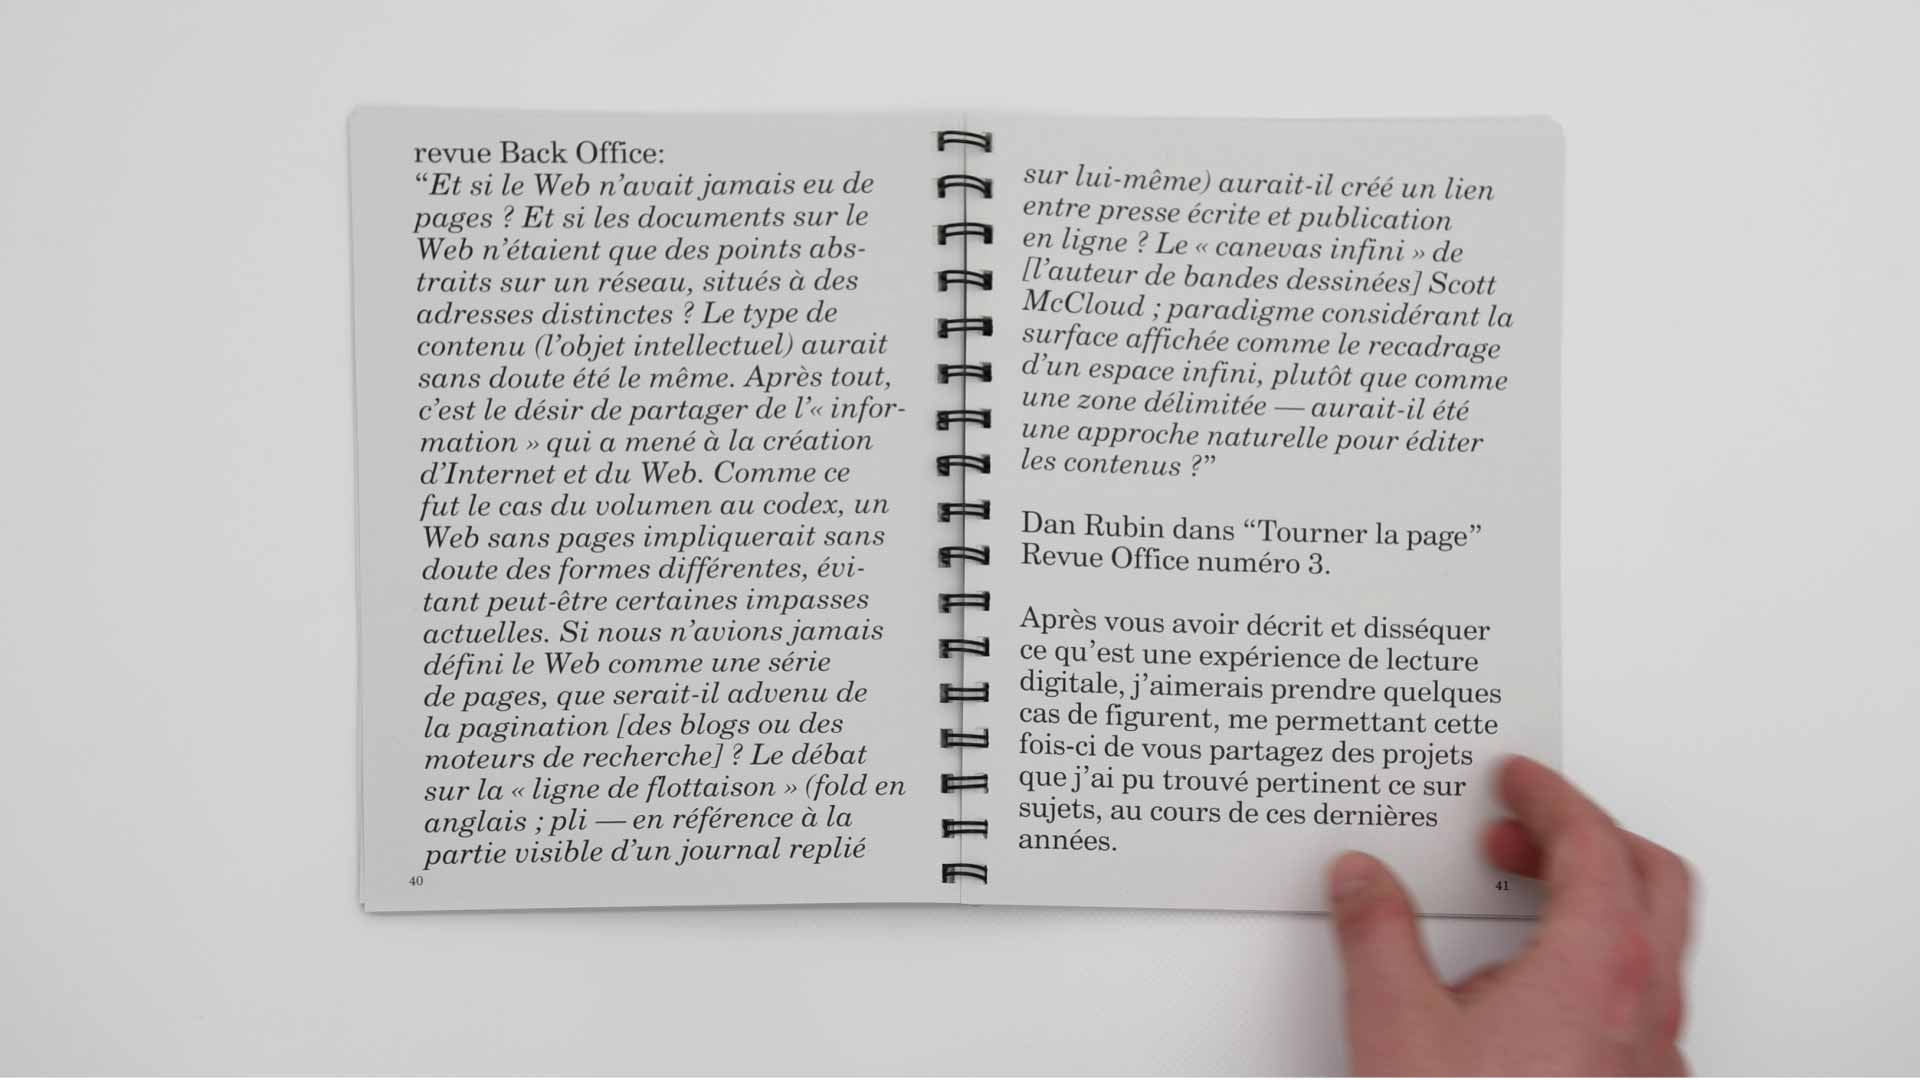 revue Back Office:
“Et si le Web n’avait jamais eu de
pages ? Et si les documents sur le
Web n’étaient que des points abs-
traits sur un réseau, situés à des
adresses distinctes ? Le type de
contenu (l’objet intellectuel) aurait
sans doute été le même. Après tout,
c’est le désir de partager de l’« infor-
mation » qui a mené à la création
d’Internet et du Web. Comme ce
fut le cas du volumen au codex, un
Web sans pages impliquerait sans
doute des formes différentes, évi-
tant peut-être certaines impasses
actuelles. Si nous n’avions jamais
défini le Web comme une série
de pages, que serait-il advenu de
la pagination [des blogs ou des
moteurs de recherche] ? Le débat
sur la « ligne de flottaison » (fold en
anglais ; pli — en référence à la
partie visible d’un journal replié
40
sur lui-même) aurait-il créé un lien
entre presse écrite et publication
en ligne ? Le « canevas infini » de
[l’auteur de bandes dessinées] Scott
McCloud ; paradigme considérant la
surface affichée comme le recadrage
d’un espace infini, plutôt que comme
une zone délimitée — aurait-il été
une approche naturelle pour éditer
les contenus ?”
Dan Rubin dans “Tourner la page”
Revue Office numéro 3.
Après vous avoir décrit et disséquer
ce qu’est une expérience de lecture
digitale, j’aimerais prendre quelques
cas de figurent, me permettant cette
fois-ci de vous partagez des projets
que j’ai pu trouvé pertinent ce sur
sujets, au cours de ces dernières
années.
41